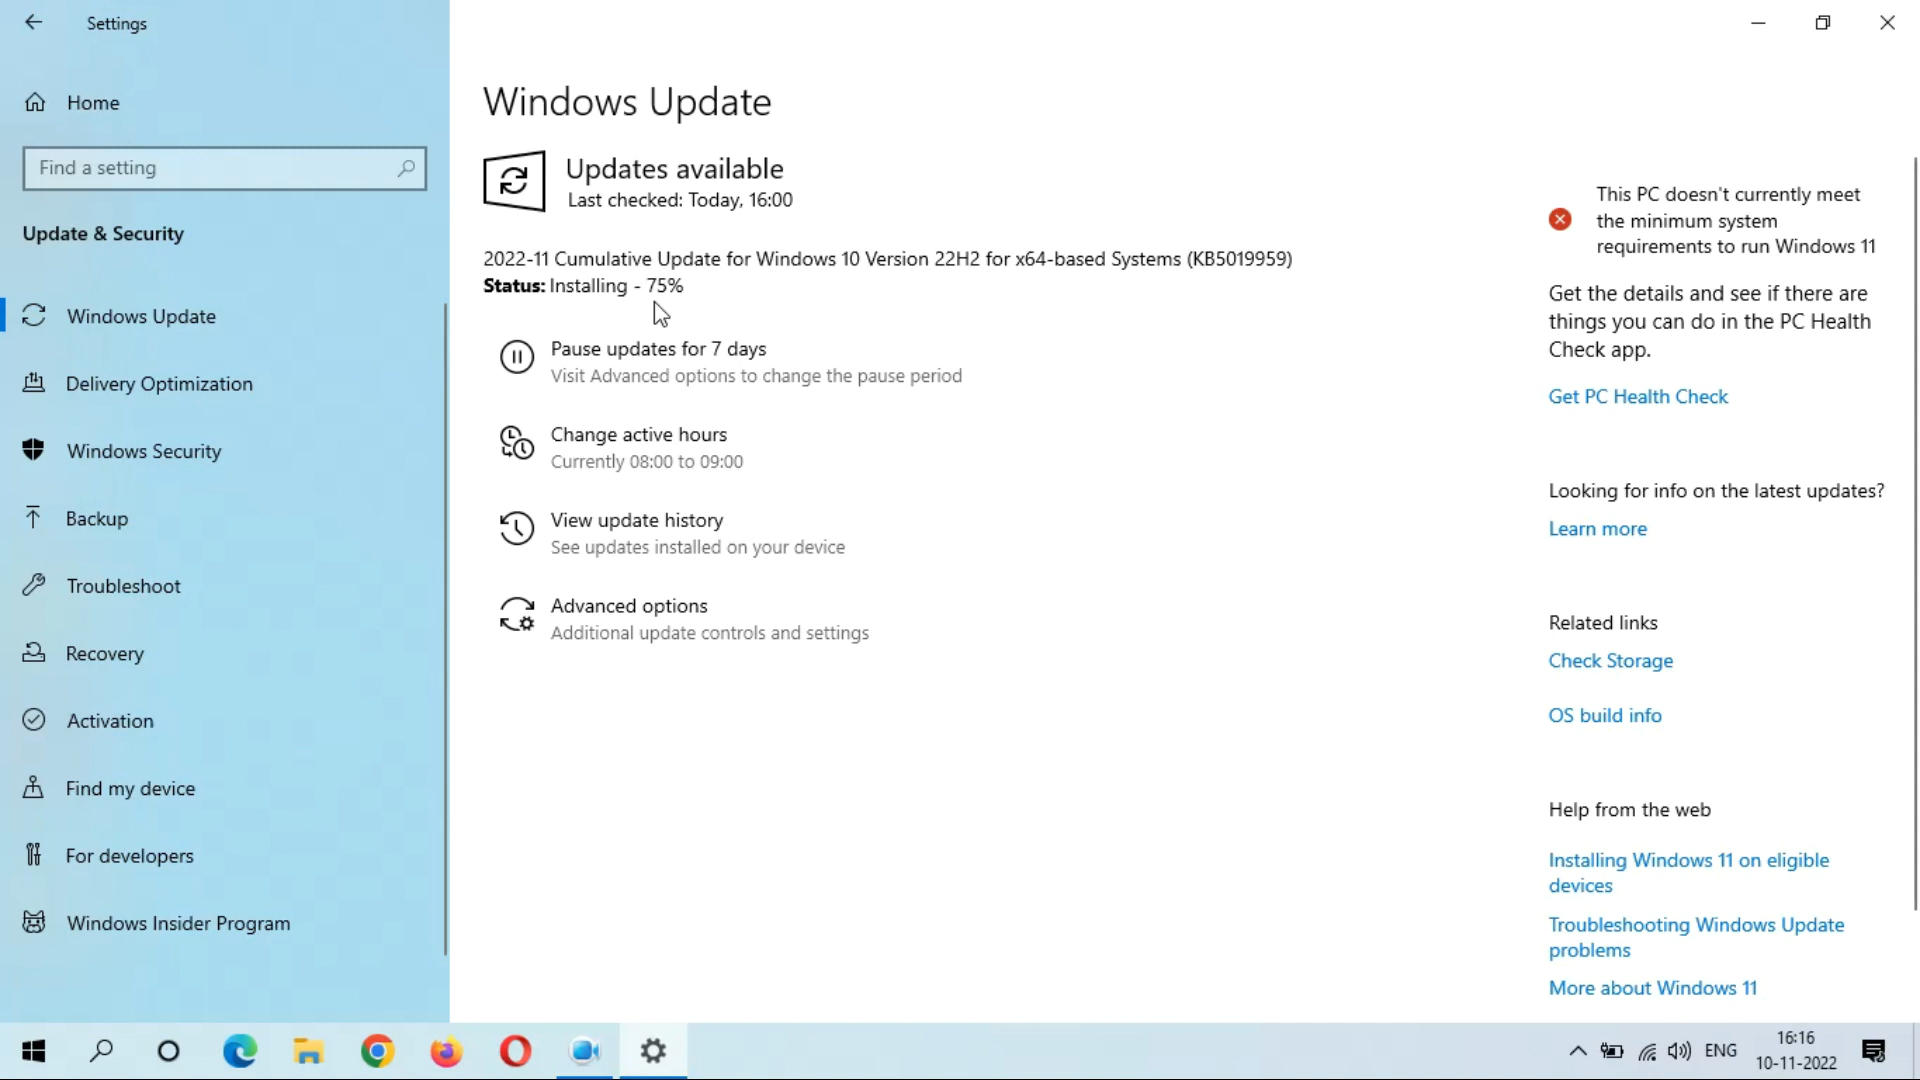 Settings
Home
Find a setting
Update & Security
Windows Update
Delivery Optimization
Windows Security
Backup
Troubleshoot
Recovery
Activation
Find my device
For developers
Windows Insider Program
Windows Update
Updates available
Last checked: Today, 16:00
2022-11 Cumulative Update for Windows 10 Version 22H2 for x64-based Systems (KB5019959)
Status: Installing - 75%
Pause updates for 7 days
Visit Advanced options to change the pause period
Change active hours
Currently 08:00 to 09:00
View update history
See updates installed on your device
Advanced options
Additional update controls and settings
This PC doesn't currently meet
the minimum system
requirements to run Windows 11
Get the details and see if there are
things you can do in the PC Health
Check app.
Get PC Health Check
Looking for info on the latest updates?
Learn more
Related links
Check Storage
OS build info
Help from the web
Installing Windows 11 on eligible
devices
Troubleshooting Windows Update
problems
More about Windows 11
ENG
16:16
10-11-2022